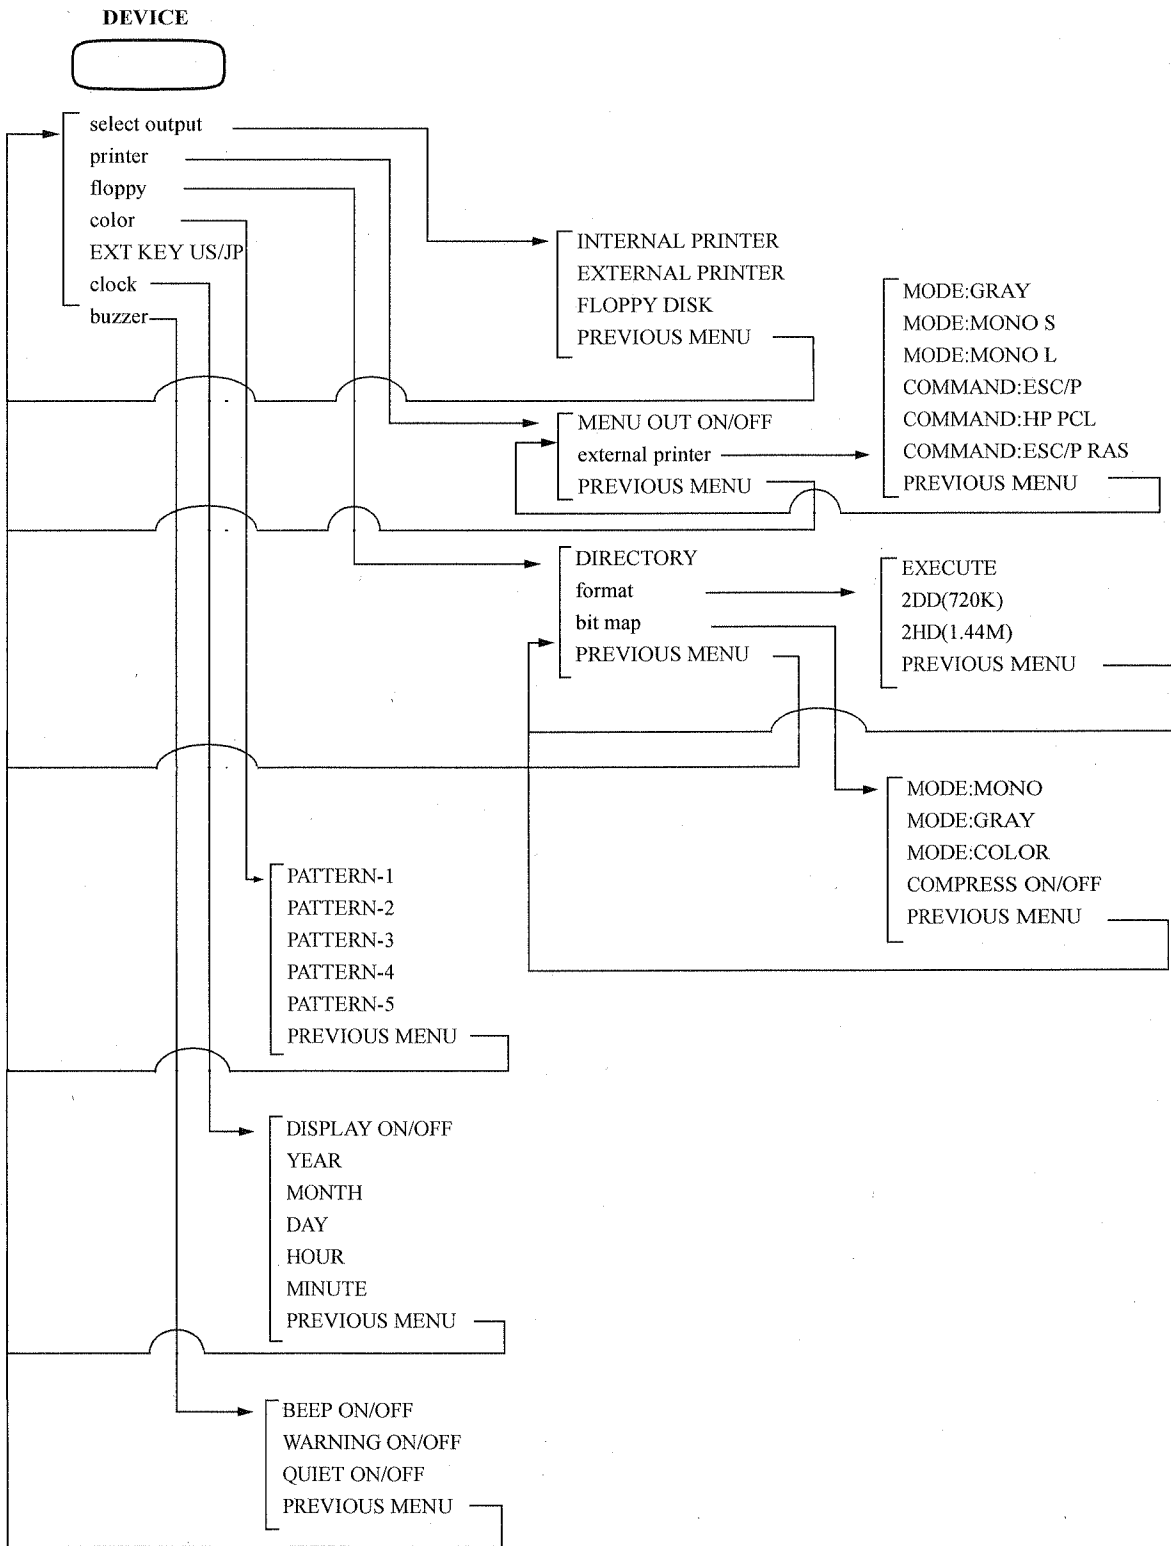 DEVICE
select output
printer
floppy
color
EXT KEY US/JP
clock
buzzer
INTERNAL PRINTER
EXTERNAL PRINTER
FLOPPY DISK
PREVIOUS MENU
MODE:GRAY
MODE:MONO S
MODE:MONO L
COMMAND:ESC/P
COMMAND:HP PCL
COMMAND:ESC/P RAS
PREVIOUS MENU
MENU OUT ON/OFF
external printer
PREVIOUS MENU
DIRECTORY
format
bit map
PREVIOUS MENU
EXECUTE
2DD(720K)
2HD(1.44M)
PREVIOUS MENU
MODE:MONO
MODE:GRAY
MODE:COLOR
COMPRESS ON/OFF
PREVIOUS MENU
PATTERN-1
PATTERN-2
PATTERN-3
PATTERN-4
PATTERN-5
PREVIOUS MENU
DISPLAY ON/OFF
YEAR
MONTH
DAY
HOUR
MINUTE
PREVIOUS MENU
BEEP ON/OFF
WARNING ON/OFF
QUIET ON/OFF
PREVIOUS MENU